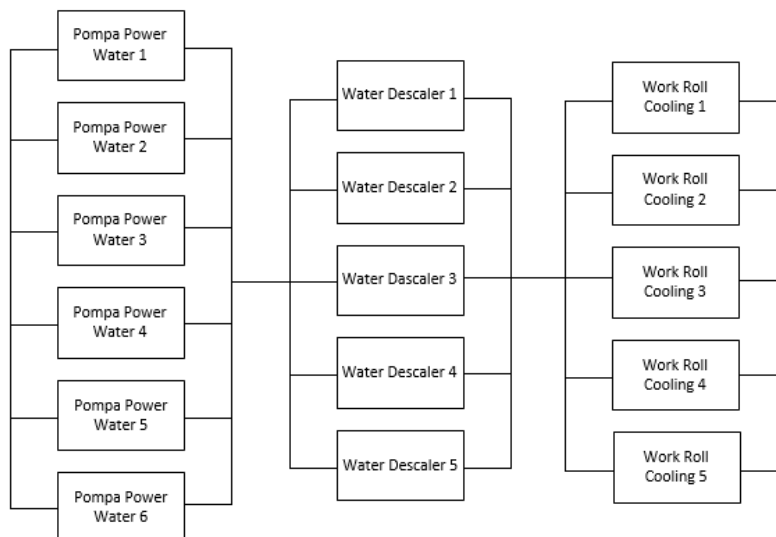 Pompa Power
Water 1
Pompa Power
Water 2
Pompa Power
Water 3
Pompa Power
Water 4
Pompa Power
Water 5
Pompa Power
Water 6
Water Descaler 1
Water Descaler 2
Water Dascaler 3
Water Descaler 4
Water Descaler 5
Work Roll
Cooling 1
Work Roll
Cooling 2
Work Roll
Cooling 3
Work Roll
Cooling 4
Work Roll
Cooling 5